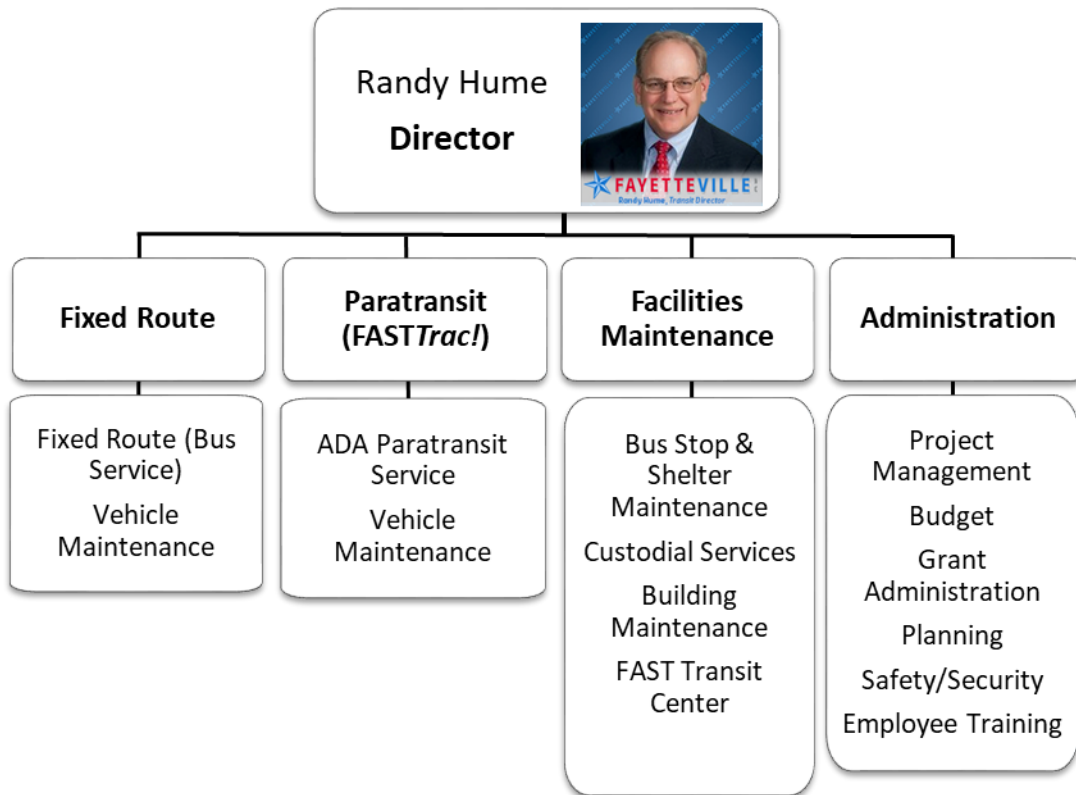 Randy Hume
Director
FAYETTEVILLE
Randy Hume, Transit Director
Fixed Route
Paratransit
(FASTTrac!)
Facilities
Maintenance
Administration
Fixed Route (Bus
Service)
Vehicle
Maintenance
ADA Paratransit
Service
Vehicle
Maintenance
Bus Stop &
Shelter
Maintenance
Custodial Services
Building
Maintenance
FAST Transit
Center
Project
Management
Budget
Grant
Administration
Planning
Safety/Security
Employee Training